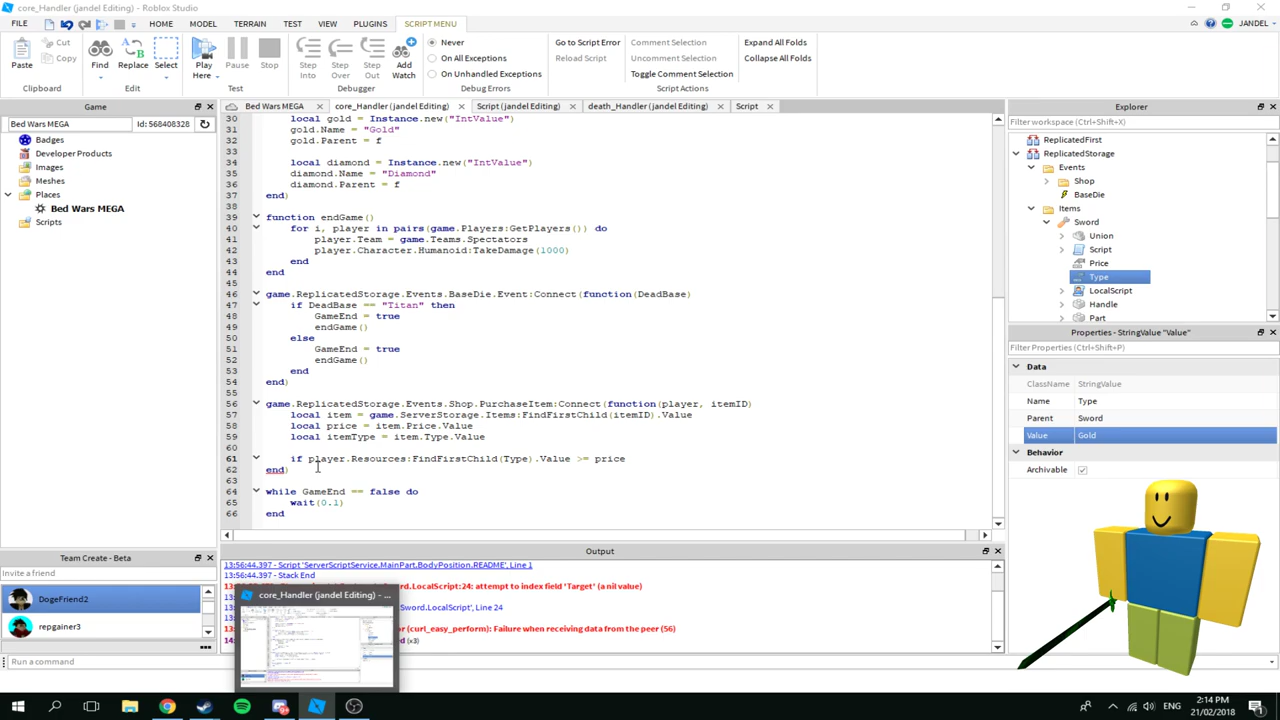 core_Handler (jandel Editing) - Roblox Studio
FILE HOME MODEL TERRAIN TEST VIEW PLUGINS SCRIPT MENU JANDEL
Paste Cut Copy Find Replace Select Play Here Pause Stop Step Into Step Over Step Out Add Watch
Never
On All Exceptions
On Unhandled Exceptions
Go to Script Error
Reload Script
Comment Selection
Uncomment Selection
Toggle Comment Selection
Expand All Folds
Collapse All Folds
Clipboard Edit Test Debugger Debug Errors Script Actions
Game
Bed Wars MEGA Id: 568408328
Badges
Developer Products
Images
Meshes
Places
Bed Wars MEGA
Scripts
Bed Wars MEGA core_Handler (jandel Editing) Script (jandel Editing) death_Handler (jandel Editing) Script
30 local gold = Instance.new("IntValue")
31 gold.Name = "Gold"
32 gold.Parent = f
33
34 local diamond = Instance.new("IntValue")
35 diamond.Name = "Diamond"
36 diamond.Parent = f
37 end)
38
39 function endGame()
40 for i, player in pairs(game.Players:GetPlayers()) do
41 player.Team = game.Teams.Spectators
42 player.Character.Humanoid:TakeDamage(1000)
43 end
44 end
45
46 game.ReplicatedStorage.Events.BaseDie.Event:Connect(function(DeadBase)
47 if DeadBase == "Titan" then
48 GameEnd = true
49 endGame()
50 else
51 GameEnd = true
52 endGame()
53 end
54 end)
55
56 game.ReplicatedStorage.Events.Shop.PurchaseItem:Connect(function(player, itemID)
57 local item = game.ServerStorage.Items:FindFirstChild(itemID).Value
58 local price = item.Price.Value
59 local itemType = item.Type.Value
60
61 if player.Resources:FindFirstChild(Type).Value >= price
62 end)
63
64 while GameEnd == false do
65 wait(0.1)
66 end
Explorer
Filter workspace (Ctrl+Shift+X)
ReplicatedFirst
ReplicatedStorage
Events
Shop
BaseDie
Items
Sword
Union
Script
Price
Type
LocalScript
Handle
Part
Properties - StringValue "Value"
Filter Properties (Ctrl+Shift+P)
Data
ClassName StringValue
Name Type
Parent Sword
Value Gold
Behavior
Archivable
Team Create - Beta
Invite a friend
DogeFriend2
repgainer3
Run a command
Output
13:56:44.397 - Script 'ServerScriptService.MainPart.BodyPosition.README', Line 1
13:56:44.397 - Stack End
Sword.LocalScript:24: attempt to index field 'Target' (a nil value)
Sword.LocalScript', Line 24
(curl_easy_perform): Failure when receiving data from the peer (56)
(x3)
core_Handler (jandel Editing) - ...
2:14 PM
21/02/2018